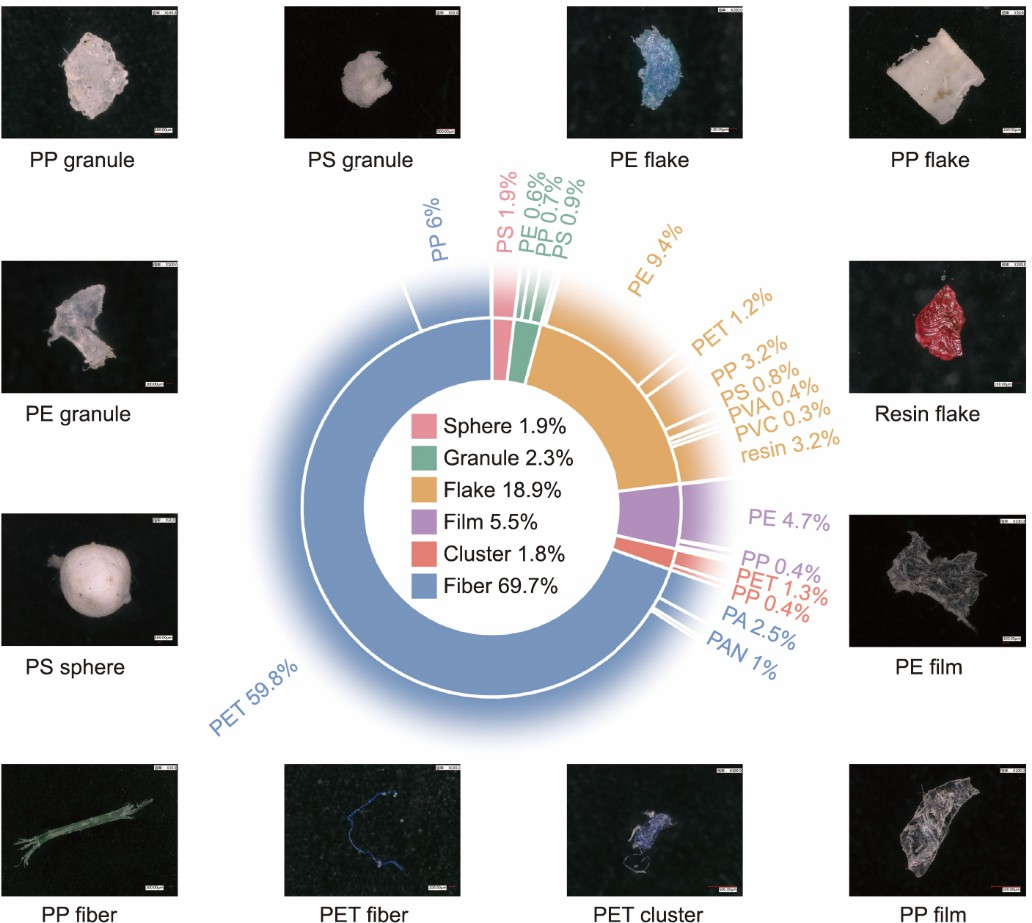 PP granule
PS granule
PE flake
PP flake
PP 6%
PS 1.9%
PE 0.6%
PP 0.7%
PS 0.9%
PE 9.4%
PET 1.2%
PP 3.2%
PS 0.8%
PVA 0.4%
PVC 0.3%
resin 3.2%
PE granule
Resin flake
Sphere 1.9%
Granule 2.3%
Flake 18.9%
Film 5.5%
Cluster 1.8%
Fiber 69.7%
PE 4.7%
PP 0.4%
PET 1.3%
PP 0.4%
PA 2.5%
PAN 1%
PS sphere
PE film
PET 59.8%
PP fiber
PET fiber
PET cluster
PP film